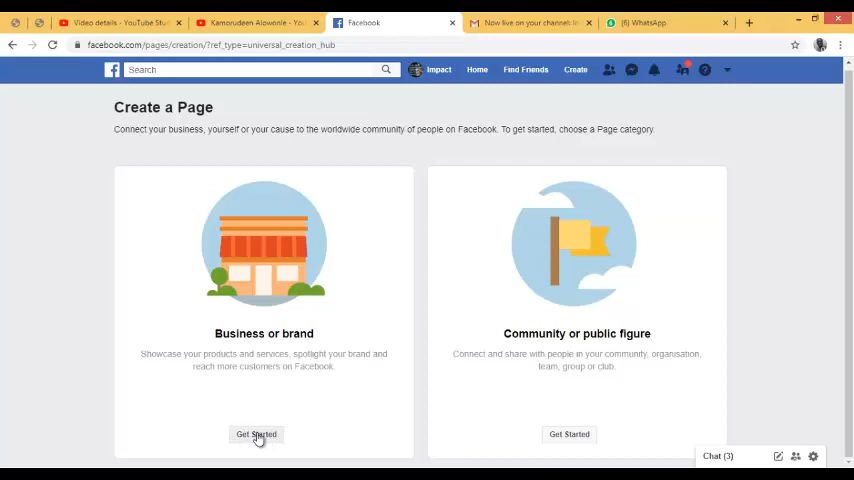 Video details - YouTube Stu
Kamorudeen Alowonle - You
Facebook
Now live on your channel: Im
(6) WhatsApp
facebook.com/pages/creation/?ref_type=universal_creation_hub
Search
Impact
Home
Find Friends
Create
Create a Page
Connect your business, yourself or your cause to the worldwide community of people on Facebook. To get started, choose a Page category.
Business or brand
Showcase your products and services, spotlight your brand and
reach more customers on Facebook.
Get Started
Community or public figure
Connect and share with people in your community, organisation,
team, group or club.
Get Started
Chat (3)